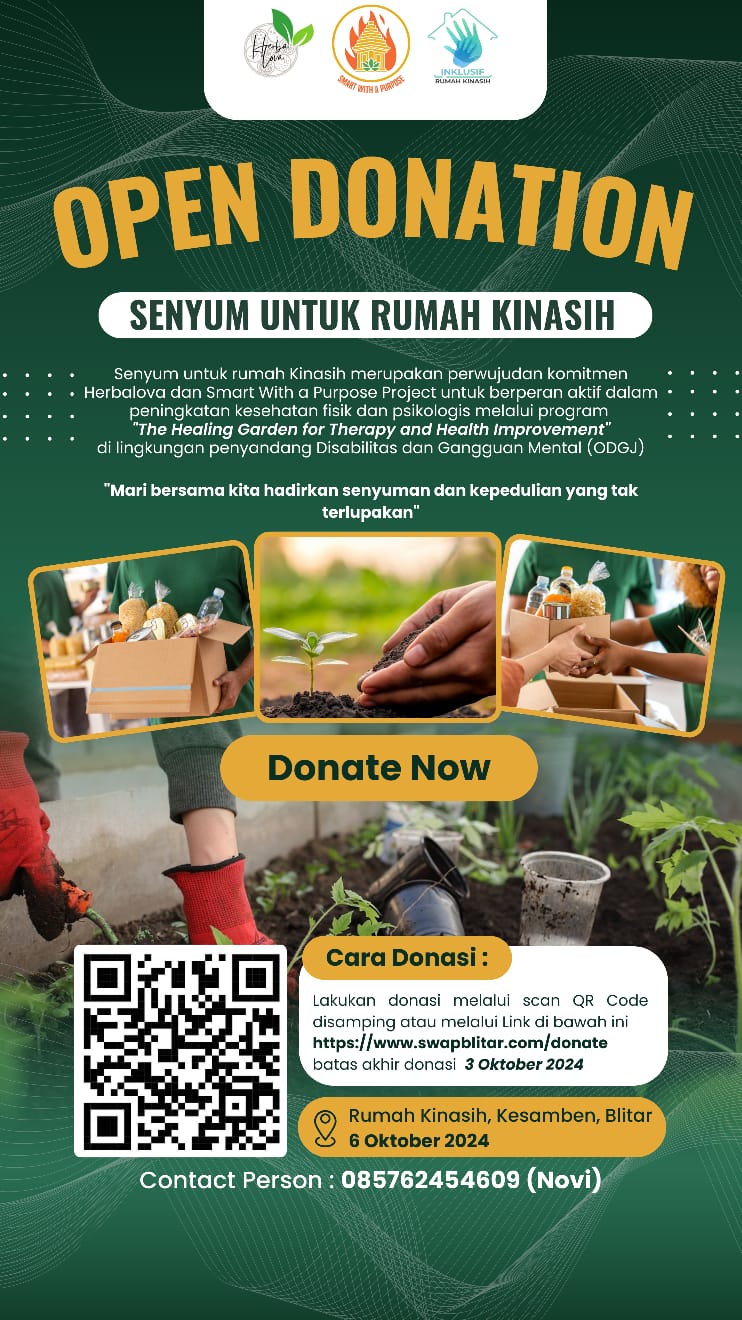 Herba Lova
SMART WITH A PURPOSE
INKLUSIF
RUMAH KINASIH
OPEN DONATION
SENYUM UNTUK RUMAH KINASIH
Senyum untuk rumah Kinasih merupakan perwujudan komitmen
Herbalova dan Smart With a Purpose Project untuk berperan aktif dalam
peningkatan kesehatan fisik dan psikologis melalui program
"The Healing Garden for Therapy and Health Improvement"
di lingkungan penyandang Disabilitas dan Gangguan Mental (ODGJ)
"Mari bersama kita hadirkan senyuman dan kepedulian yang tak
terlupakan"
Donate Now
Cara Donasi :
Lakukan donasi melalui scan QR Code
disamping atau melalui Link di bawah ini
https://www.swapblitar.com/donate
batas akhir donasi 3 Oktober 2024
Rumah Kinasih, Kesamben, Blitar
6 Oktober 2024
Contact Person : 085762454609 (Novi)